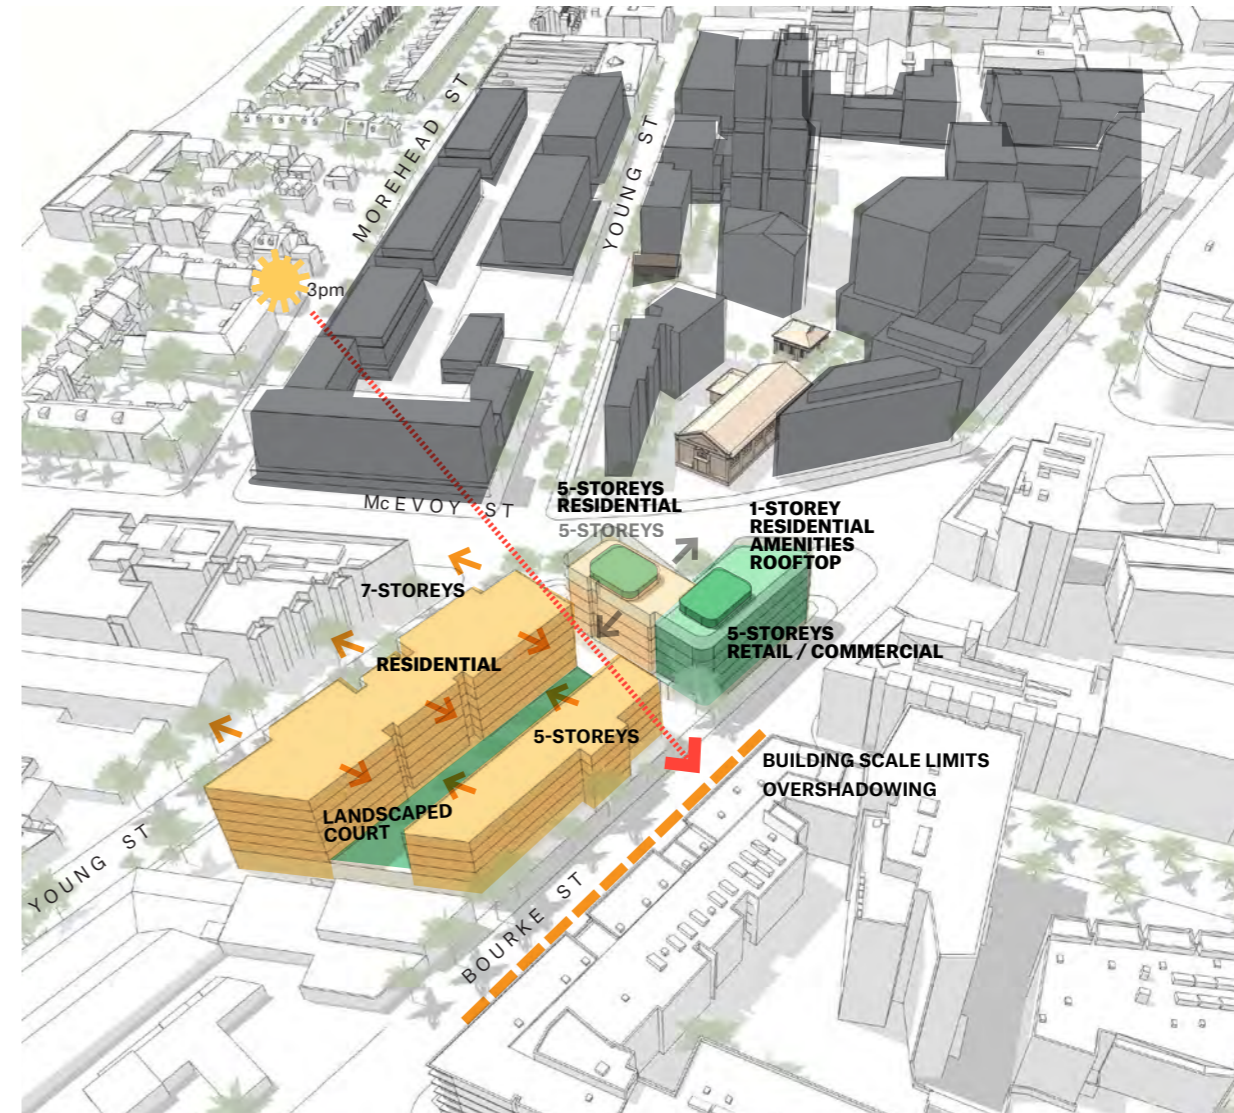 MOREHEAD ST
YOUNG ST
3pm
McEVOY ST
5-STOREYS
RESIDENTIAL
5-STOREYS
1-STOREY
RESIDENTIAL
AMENITIES
ROOFTOP
7-STOREYS
RESIDENTIAL
5-STOREYS
RETAIL / COMMERCIAL
5-STOREYS
BUILDING SCALE LIMITS
OVERSHADOWING
LANDSCAPED
COURT
YOUNG ST
BOURKE ST